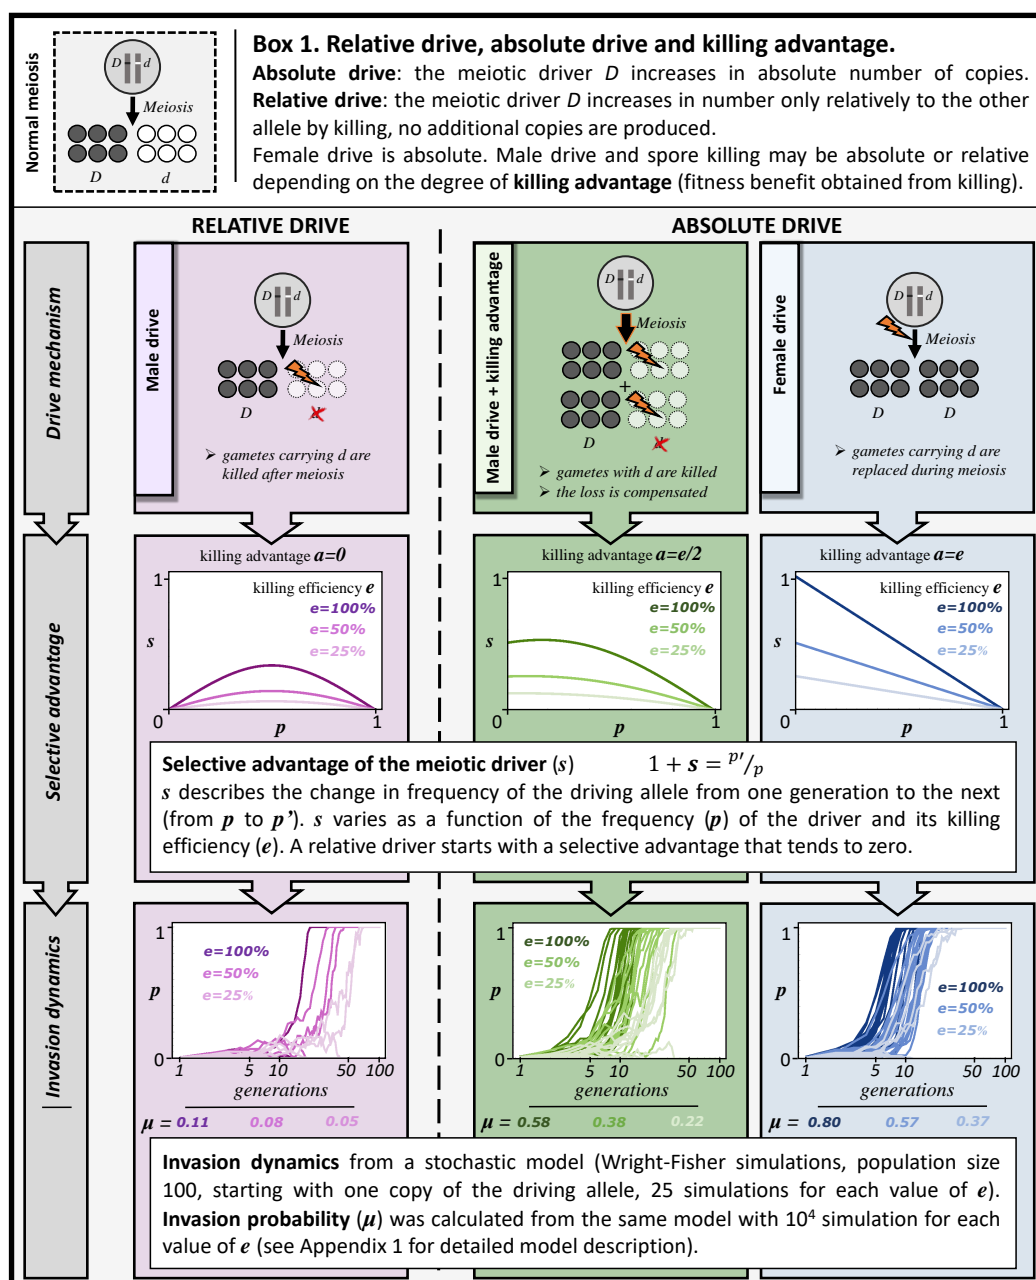 Normal meiosis
D d
Meiosis
D d
Box 1. Relative drive, absolute drive and killing advantage.
Absolute drive: the meiotic driver D increases in absolute number of copies.
Relative drive: the meiotic driver D increases in number only relatively to the other
allele by killing, no additional copies are produced.
Female drive is absolute. Male drive and spore killing may be absolute or relative
depending on the degree of killing advantage (fitness benefit obtained from killing).
RELATIVE DRIVE
ABSOLUTE DRIVE
Drive mechanism
Male drive
D d
Meiosis
D d
➢ gametes carrying d are
killed after meiosis
Male drive + killing advantage
D d
Meiosis
+
D d
➢ gametes with d are killed
➢ the loss is compensated
Female drive
D d
Meiosis
D D
➢ gametes carrying d are
replaced during meiosis
Selective advantage
killing advantage a=0
killing efficiency e
e=100%
e=50%
e=25%
1
s
0 p 1
killing advantage a=e/2
killing efficiency e
e=100%
e=50%
e=25%
1
s
0 p 1
killing advantage a=e
killing efficiency e
e=100%
e=50%
e=25%
1
s
0 p 1
Selective advantage of the meiotic driver (s) 1 + s = p'/p
s describes the change in frequency of the driving allele from one generation to the next
(from p to p'). s varies as a function of the frequency (p) of the driver and its killing
efficiency (e). A relative driver starts with a selective advantage that tends to zero.
Invasion dynamics
1
e=100%
e=50%
e=25%
p
0
1 5 10 50 100
generations
μ = 0.11 0.08 0.05
1
e=100%
e=50%
e=25%
p
0
1 5 10 50 100
generations
μ = 0.58 0.38 0.22
1
e=100%
e=50%
e=25%
p
0
1 5 10 50 100
generations
μ = 0.80 0.57 0.37
Invasion dynamics from a stochastic model (Wright-Fisher simulations, population size
100, starting with one copy of the driving allele, 25 simulations for each value of e).
Invasion probability (μ) was calculated from the same model with 10⁴ simulation for each
value of e (see Appendix 1 for detailed model description).